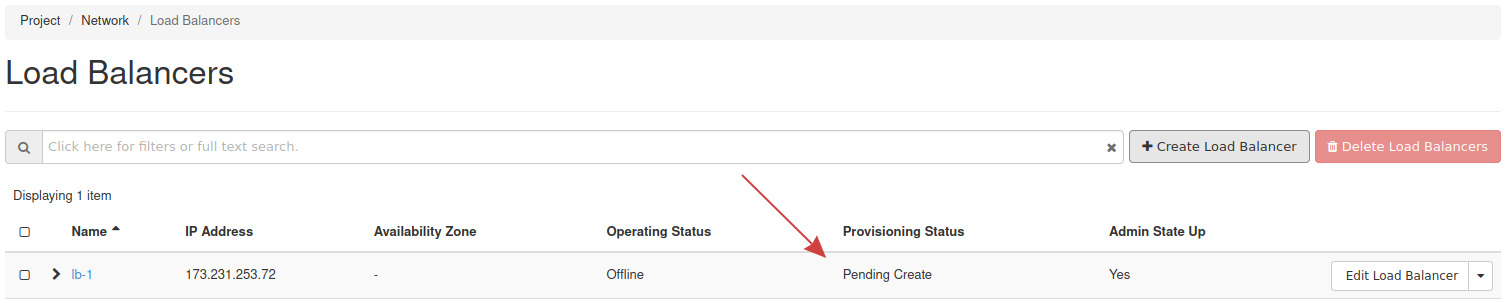 Project / Network / Load Balancers
Load Balancers
Click here for filters or full text search. Create Load Balancer Delete Load Balancers
Displaying 1 item
Name IP Address Availability Zone Operating Status Provisioning Status Admin State Up
lb-1 173.231.253.72 - Offline Pending Create Yes Edit Load Balancer